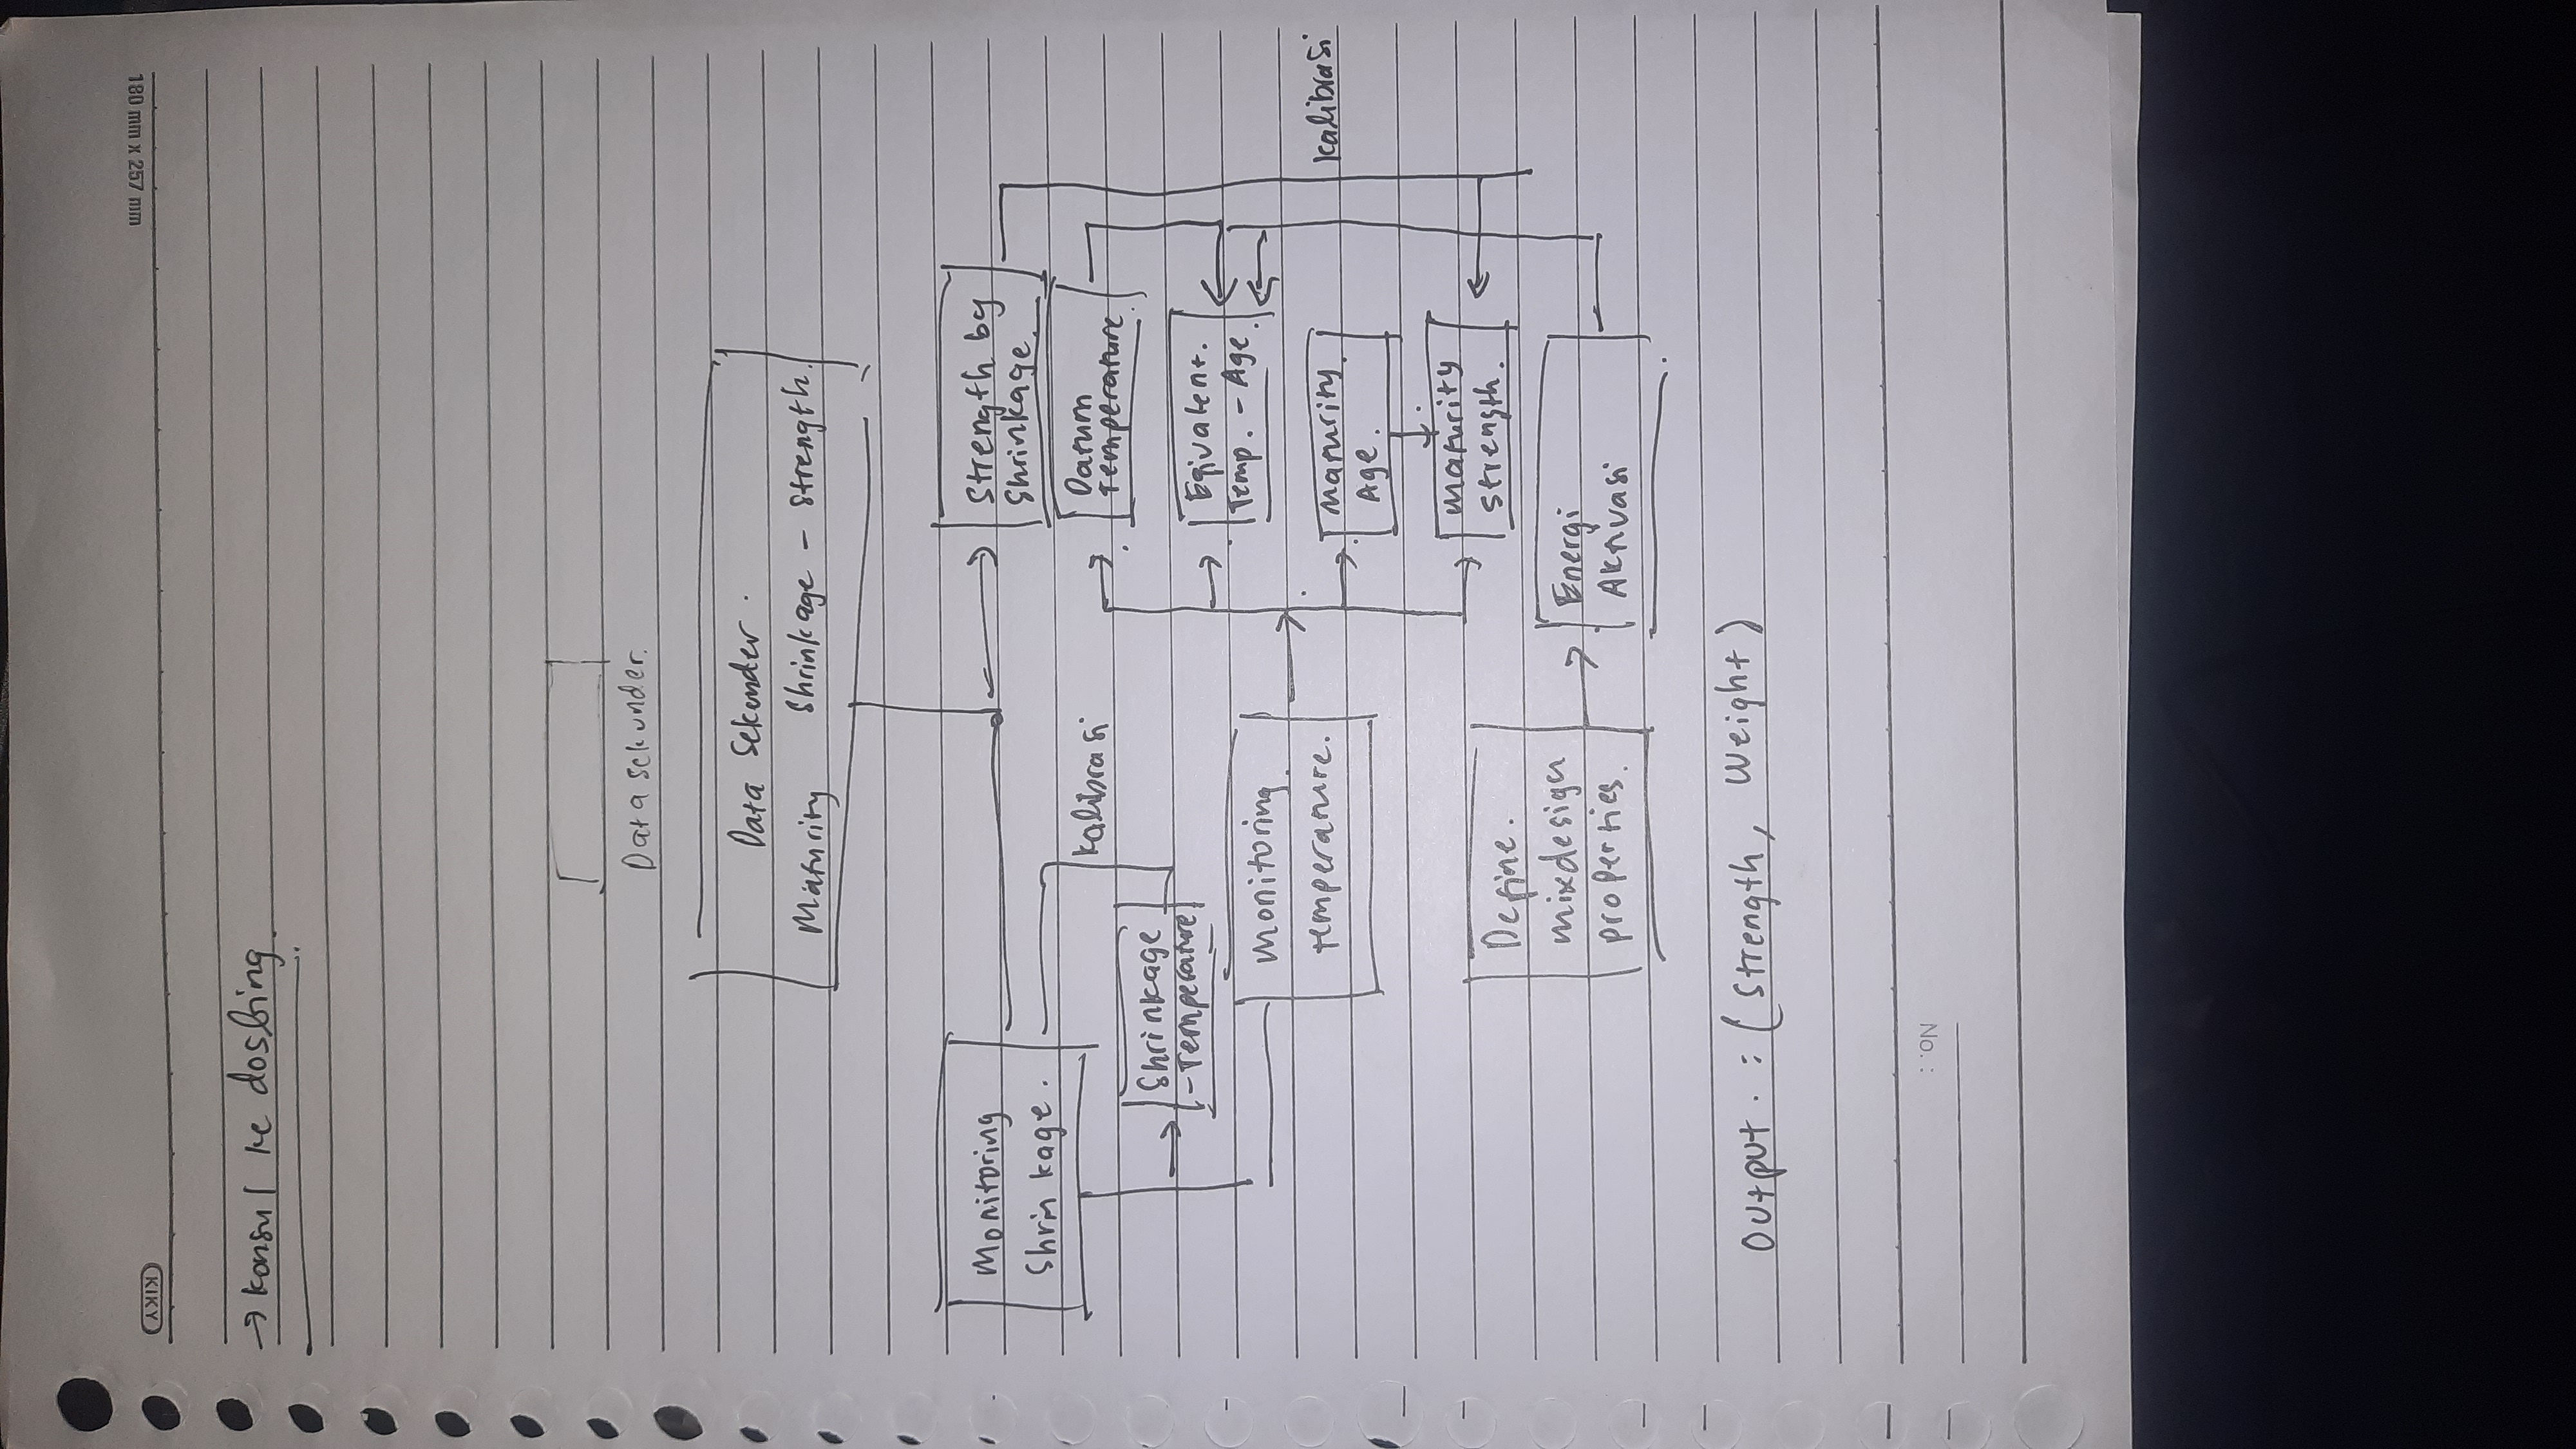 KIKY
180 mm x 257 mm
→ Konsul ke dosbing.
Data sekunder.
Data Sekunder.
Maturity Shrinkage - Strength.
Monitoring
Shrinkage.
Strength by
Shrinkage.
Kalibrasi
Datum
Temperature.
Shrinkage
-Temperature
Eqivalent.
Temp. - Age.
Monitoring
temperature.
Maturity
Age.
Kalibrasi
Maturity
Strength.
Define.
mixdesign
properties.
Energi
Aktivasi
Output. : (Strength, Weight)
No. :